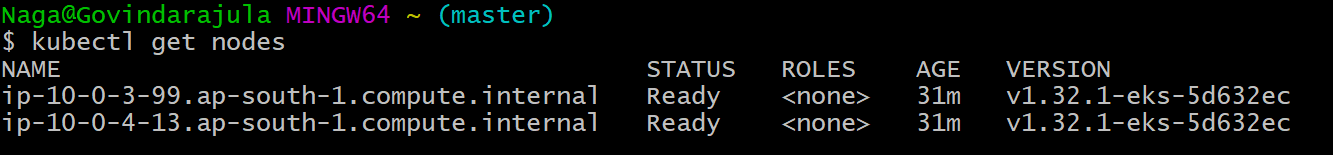 Naga@Govindarajula MINGW64 ~ (master)
$ kubectl get nodes
NAME STATUS ROLES AGE VERSION
ip-10-0-3-99.ap-south-1.compute.internal Ready <none> 31m v1.32.1-eks-5d632ec
ip-10-0-4-13.ap-south-1.compute.internal Ready <none> 31m v1.32.1-eks-5d632ec